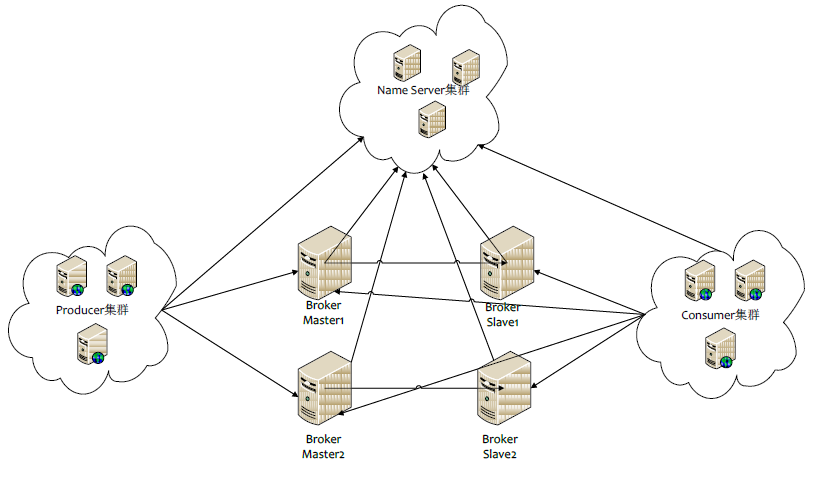 Name Server集群
Producer集群
Broker
Master1
Broker
Slave1
Consumer集群
Broker
Master2
Broker
Slave2